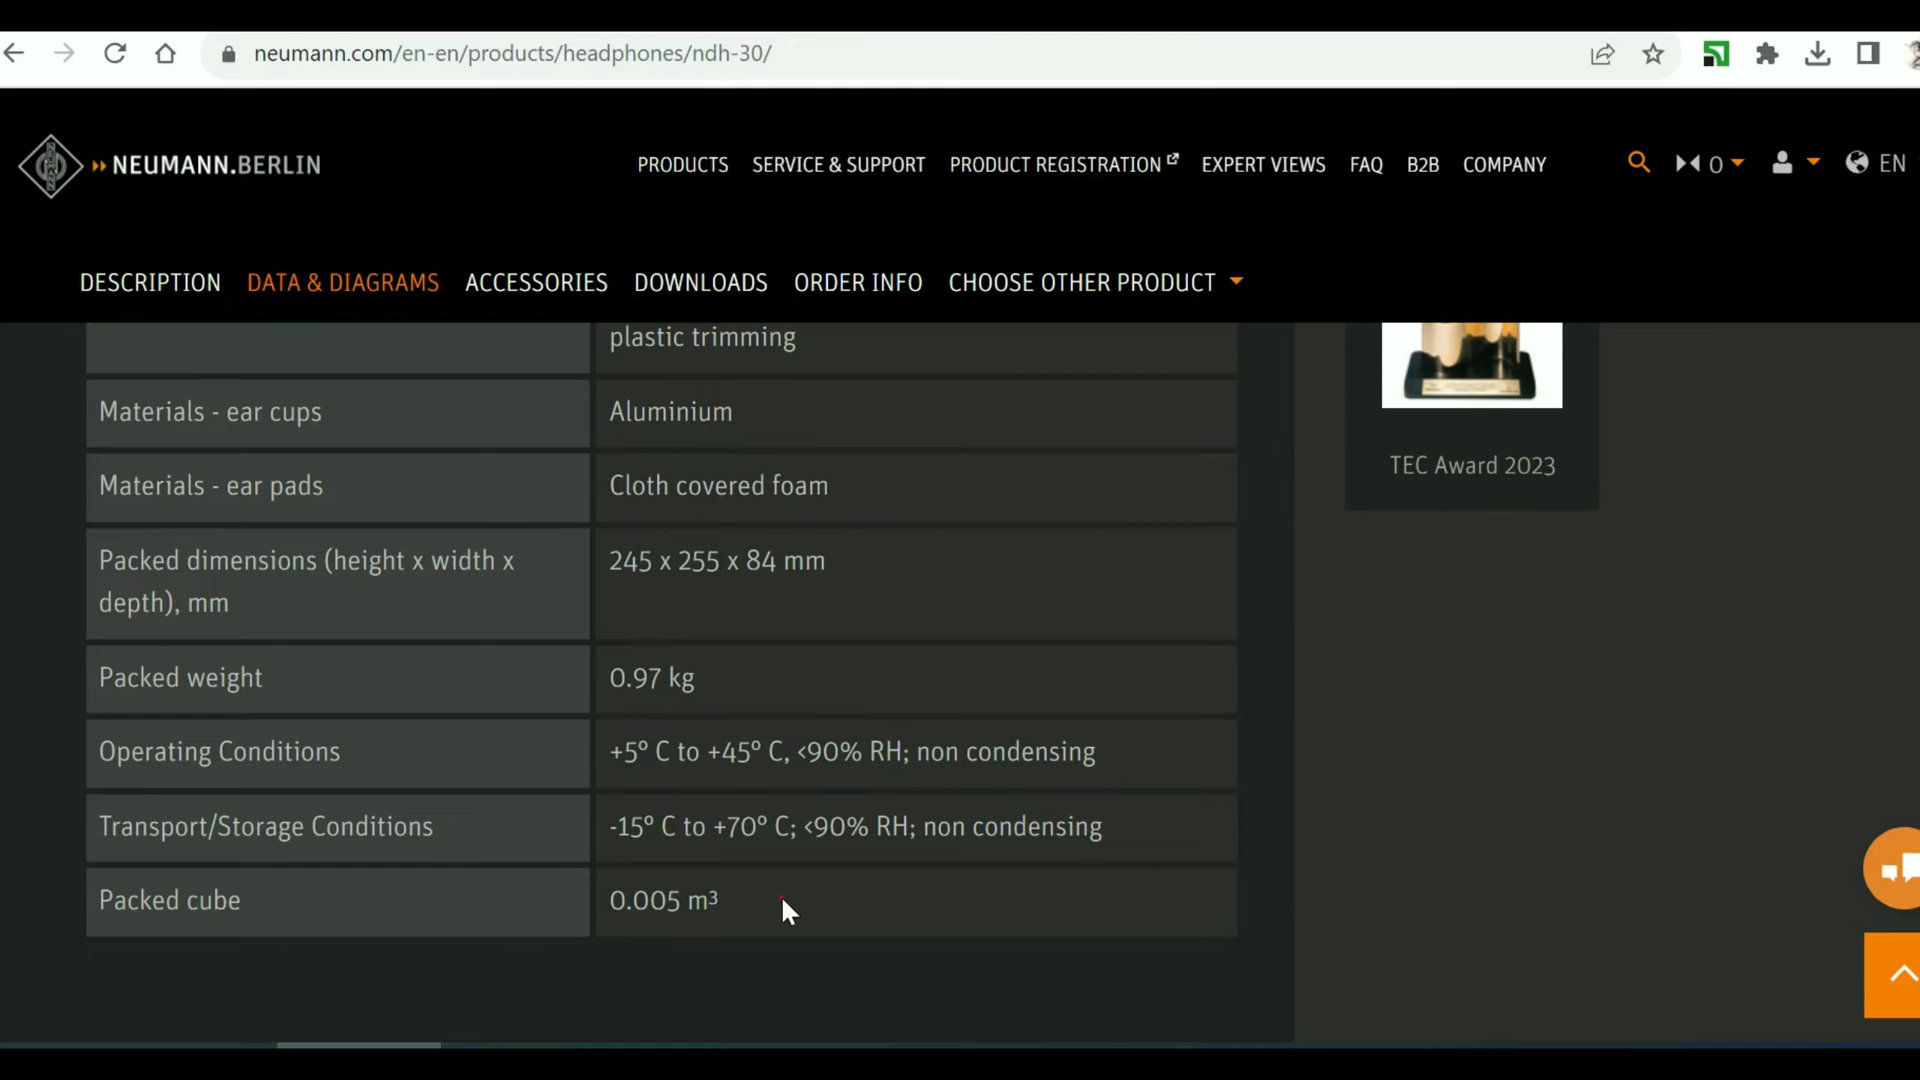 neumann.com/en-en/products/headphones/ndh-30/
NEUMANN.BERLIN
PRODUCTS SERVICE & SUPPORT PRODUCT REGISTRATION EXPERT VIEWS FAQ B2B COMPANY
0
EN
DESCRIPTION DATA & DIAGRAMS ACCESSORIES DOWNLOADS ORDER INFO CHOOSE OTHER PRODUCT
plastic trimming
Materials - ear cups Aluminium
TEC Award 2023
Materials - ear pads Cloth covered foam
Packed dimensions (height x width x 245 x 255 x 84 mm
depth), mm
Packed weight 0.97 kg
Operating Conditions +5° C to +45° C, <90% RH; non condensing
Transport/Storage Conditions -15° C to +70° C; <90% RH; non condensing
Packed cube 0.005 m³